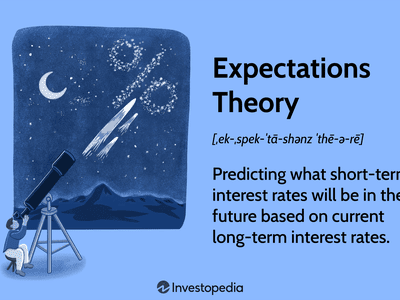 Expectations
Theory
[ˌek-ˌspek-ˈtā-shənz ˈthē-ə-rē]
Predicting what short-term
interest rates will be in the
future based on current
long-term interest rates.
Investopedia